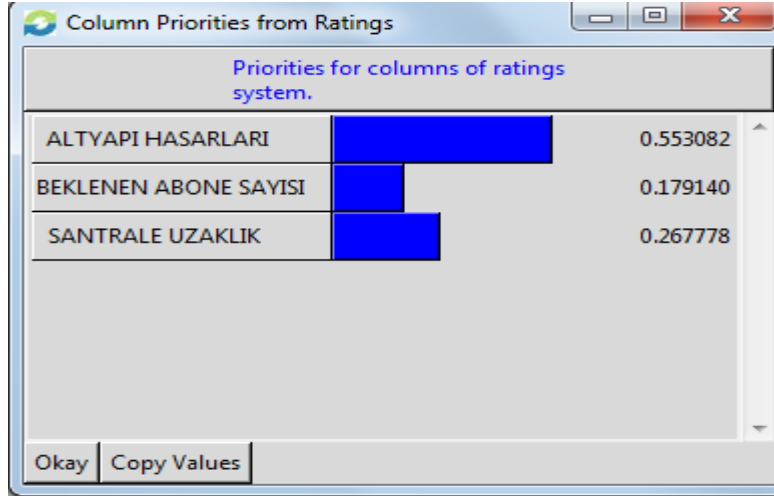 Column Priorities from Ratings
Priorities for columns of ratings
system.
ALTYAPI HASARLARI 0.553082
BEKLENEN ABONE SAYISI 0.179140
SANTRALE UZAKLIK 0.267778
Okay Copy Values